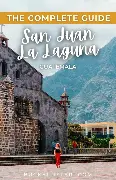 THE COMPLETE GUIDE
San Juan
La Laguna
GUATEMALA